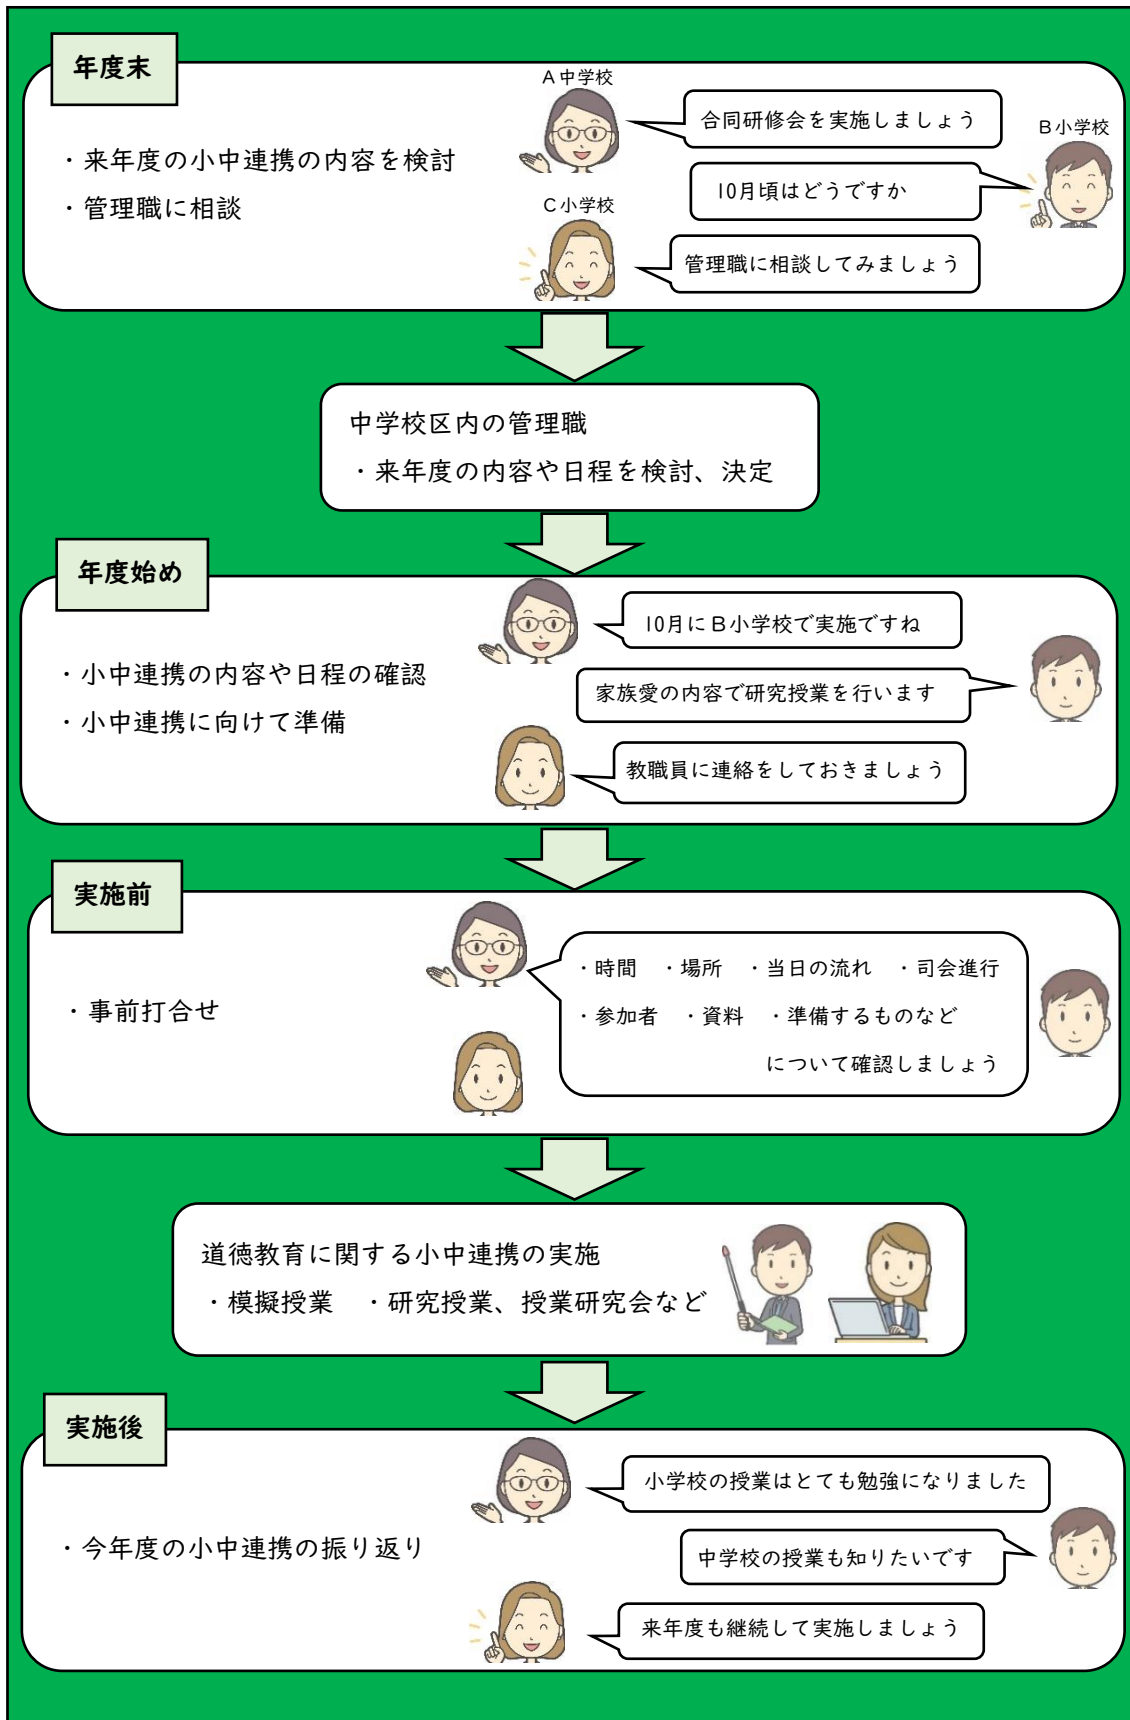 年度末
・来年度の小中連携の内容を検討
・管理職に相談
A中学校
合同研修会を実施しましょう
B小学校
10月頃はどうですか
C小学校
管理職に相談してみましょう
中学校区内の管理職
・来年度の内容や日程を検討、決定
年度始め
・小中連携の内容や日程の確認
・小中連携に向けて準備
10月にB小学校で実施ですね
家族愛の内容で研究授業を行います
教職員に連絡をしておきましょう
実施前
・事前打合せ
・時間　・場所　・当日の流れ　・司会進行
・参加者　・資料　・準備するものなど
について確認しましょう
道徳教育に関する小中連携の実施
・模擬授業　・研究授業、授業研究会など
実施後
・今年度の小中連携の振り返り
小学校の授業はとても勉強になりました
中学校の授業も知りたいです
来年度も継続して実施しましょう